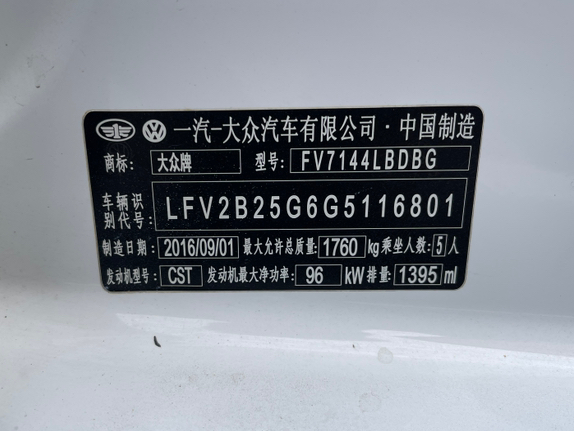 一汽-大众汽车有限公司·中国制造
商标: 大众牌 型号: FV7144LBDBG
车辆识别代号: LFV2B25G6G5116801
制造日期: 2016/09/01 最大允许总质量: 1760 kg 乘坐人数: 5 人
发动机型号: CST 发动机最大净功率: 96 kW 排量: 1395 ml